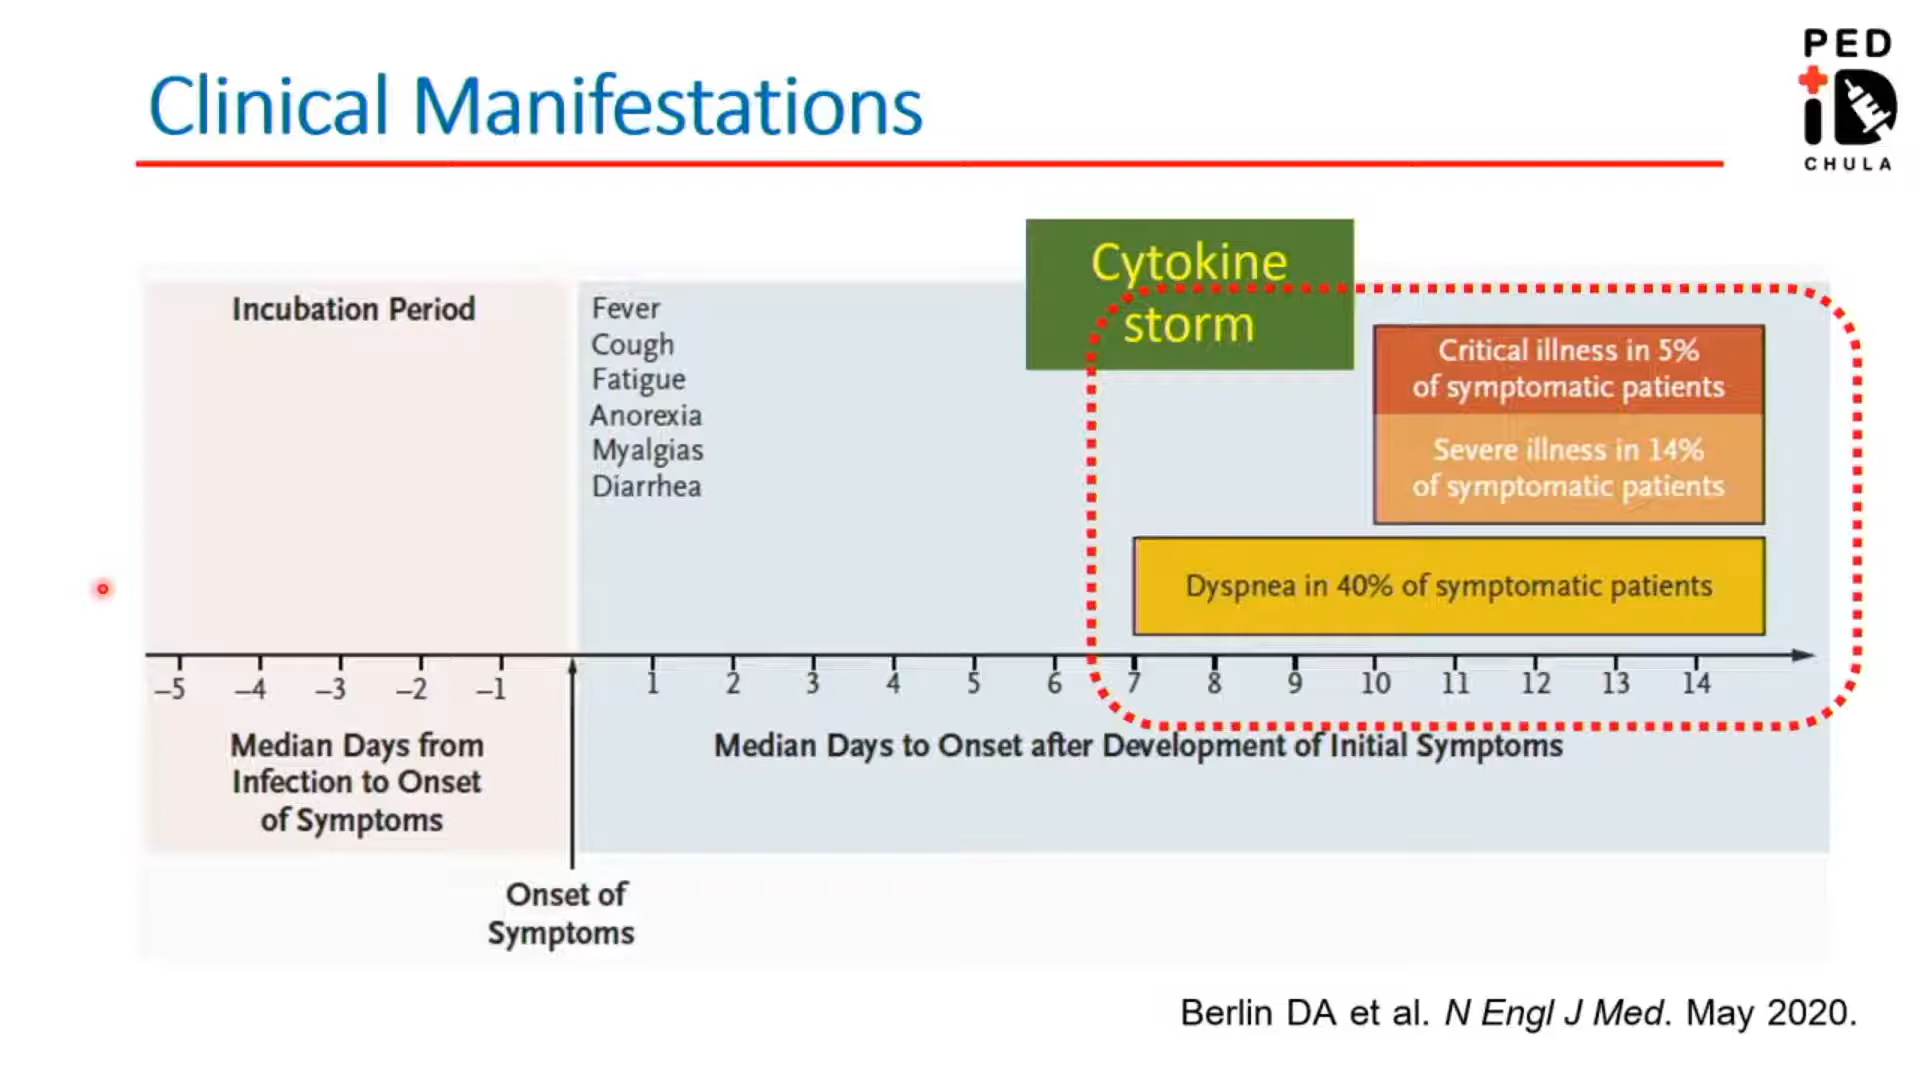 Clinical Manifestations
PED
iD
CHULA
Cytokine
storm
Incubation Period
Fever
Cough
Fatigue
Anorexia
Myalgias
Diarrhea
Critical illness in 5%
of symptomatic patients
Severe illness in 14%
of symptomatic patients
Dyspnea in 40% of symptomatic patients
–5 –4 –3 –2 –1 1 2 3 4 5 6 7 8 9 10 11 12 13 14
Median Days from
Infection to Onset
of Symptoms
Median Days to Onset after Development of Initial Symptoms
Onset of
Symptoms
Berlin DA et al. N Engl J Med. May 2020.